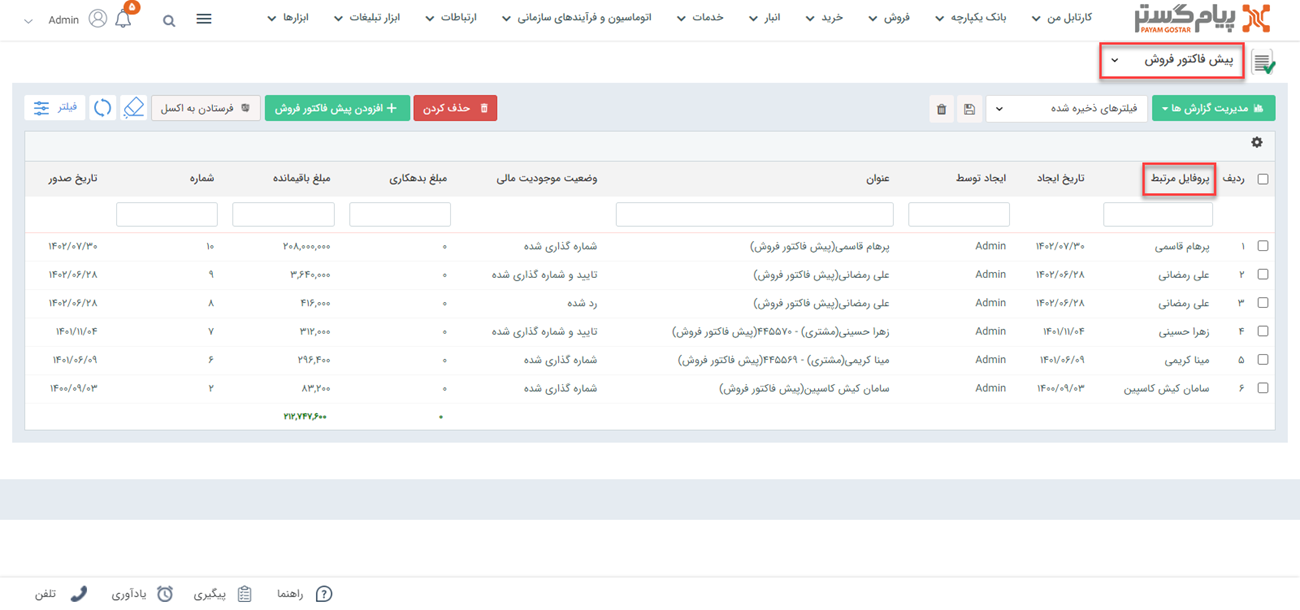 پیام گستر
PAYAM GOSTAR
کارتابل من
بانک یکپارچه
فروش
خرید
انبار
خدمات
اتوماسیون و فرآیندهای سازمانی
ارتباطات
ابزار تبلیغات
ابزارها
۵
Admin
پیش فاکتور فروش
مدیریت گزارش ها
فیلترهای ذخیره شده
حذف کردن
+ افزودن پیش فاکتور فروش
فرستادن به اکسل
فیلتر
ردیف پروفایل مرتبط تاریخ ایجاد ایجاد توسط عنوان وضعیت موجودیت مالی مبلغ بدهکاری مبلغ باقیمانده شماره تاریخ صدور
۱ پرهام قاسمی ۱۴۰۲/۰۷/۳۰ Admin پرهام قاسمی(پیش فاکتور فروش) شماره گذاری شده ۰ ۲۰۸,۰۰۰,۰۰۰ ۱۰ ۱۴۰۲/۰۷/۳۰
۲ علی رمضانی ۱۴۰۲/۰۶/۲۸ Admin علی رمضانی(پیش فاکتور فروش) تایید و شماره گذاری شده ۰ ۳,۶۴۰,۰۰۰ ۹ ۱۴۰۲/۰۶/۲۸
۳ علی رمضانی ۱۴۰۲/۰۶/۲۸ Admin علی رمضانی(پیش فاکتور فروش) رد شده ۰ ۴۱۶,۰۰۰ ۸ ۱۴۰۲/۰۶/۲۸
۴ زهرا حسینی ۱۴۰۱/۱۱/۰۴ Admin زهرا حسینی(مشتری) - ۴۴۵۵۷۰(پیش فاکتور فروش) تایید و شماره گذاری شده ۰ ۳۱۲,۰۰۰ ۷ ۱۴۰۱/۱۱/۰۴
۵ مینا کریمی ۱۴۰۱/۰۶/۰۹ Admin مینا کریمی(مشتری) - ۴۴۵۵۶۹(پیش فاکتور فروش) شماره گذاری شده ۰ ۲۹۶,۴۰۰ ۶ ۱۴۰۱/۰۶/۰۹
۶ سامان کیش کاسپین ۱۴۰۰/۰۹/۰۳ Admin سامان کیش کاسپین(پیش فاکتور فروش) شماره گذاری شده ۰ ۸۳,۲۰۰ ۲ ۱۴۰۰/۰۹/۰۳
۰ ۲۱۲,۷۴۷,۶۰۰
راهنما
پیگیری
یادآوری
تلفن